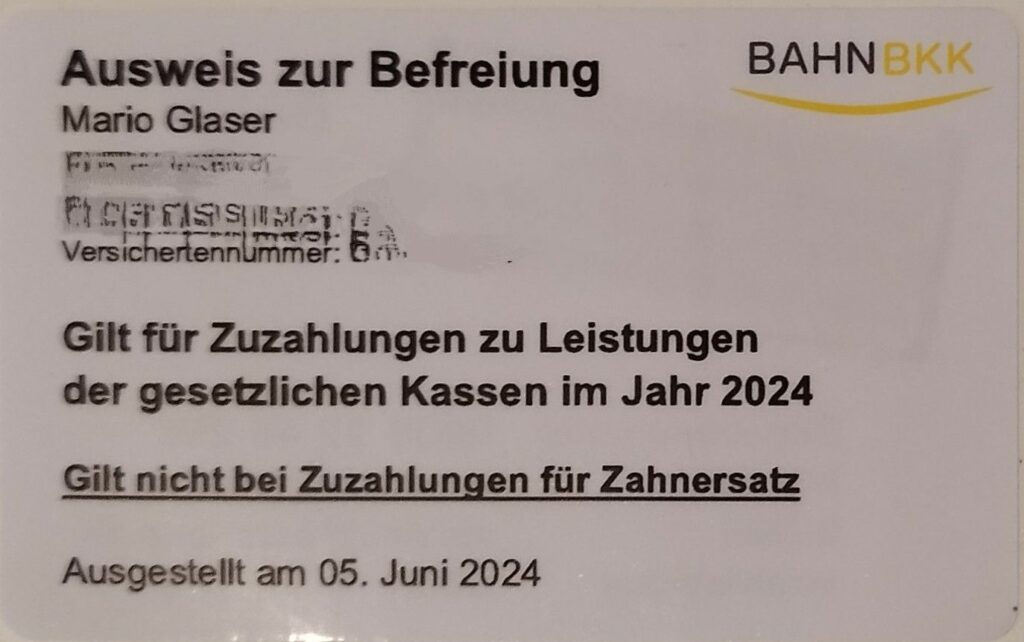 BAHNBKK
Ausweis zur Befreiung
Mario Glaser
Versichertennummer:
Gilt für Zuzahlungen zu Leistungen
der gesetzlichen Kassen im Jahr 2024
Gilt nicht bei Zuzahlungen für Zahnersatz
Ausgestellt am 05. Juni 2024